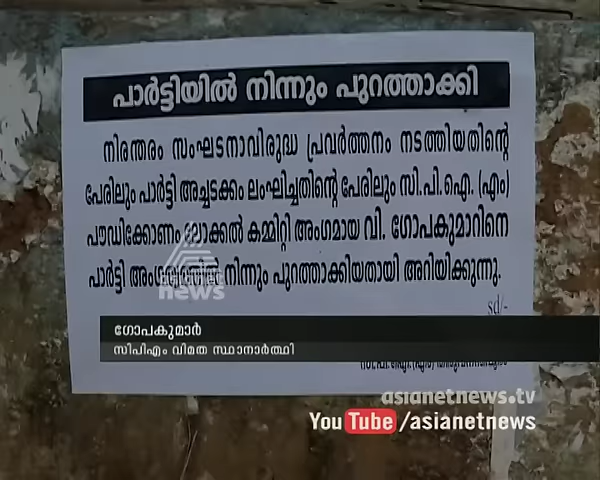 പാർട്ടിയിൽ നിന്നും പുറത്താക്കി
നിരന്തരം സംഘടനാവിരുദ്ധ പ്രവർത്തനം നടത്തിയതിന്റെ
പേരിലും പാർട്ടി അച്ചടക്കം ലംഘിച്ചതിന്റെ പേരിലും സി.പി.ഐ. (എം)
പൗഡിക്കോണം ലോക്കൽ കമ്മിറ്റി അംഗമായ വി. ഗോപകുമാറിനെ
പാർട്ടി അംഗത്വത്തിൽ നിന്നും പുറത്താക്കിയതായി അറിയിക്കുന്നു.
news
sd/-
ഗോപകുമാർ
സിപിഎം വിമത സ്ഥാനാർത്ഥി
asianetnews.tv
YouTube/asianetnews